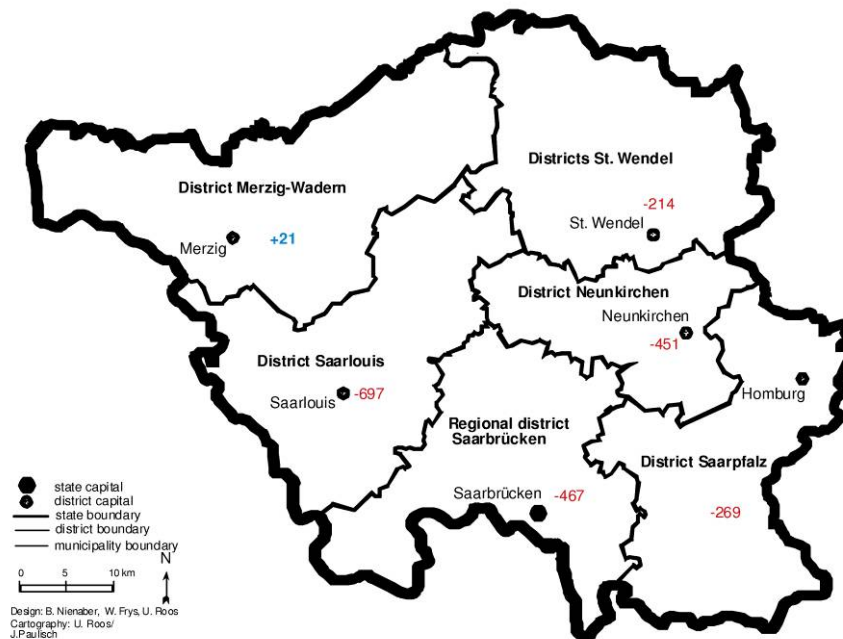 Districts St. Wendel
District Merzig-Wadern
-214
St. Wendel
Merzig
+21
District Neunkirchen
Neunkirchen
-451
District Saarlouis
Saarlouis
-697
Homburg
Regional district
Saarbrücken
District Saarpfalz
Saarbrücken
-467
-269
state capital
district capital
state boundary
district boundary
municipality boundary
N
0 5 10 km
Design: B. Nienaber, W. Frys, U. Roos
Cartography: U. Roos/
J.Paulisch